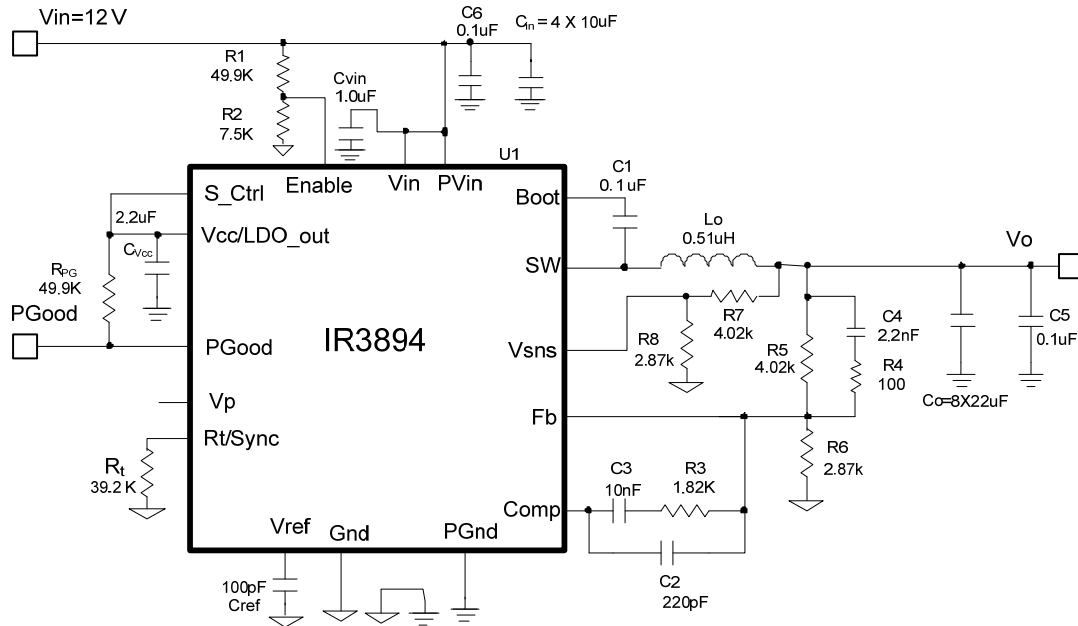 Vin=12 V
C6
0.1uF
Cin = 4 X 10uF
R1
49.9K
Cvin
1.0uF
R2
7.5K
U1
Enable
Vin
PVin
S_Ctrl
Boot
C1
0.1uF
2.2uF
Vcc/LDO_out
CVcc
Lo
0.51uH
Vo
SW
RPG
49.9K
PGood
R7
4.02k
C4
2.2nF
C5
0.1uF
R8
2.87k
R5
4.02k
R4
100
IR3894
PGood
Vsns
Co=8X22uF
Vp
Fb
Rt/Sync
Rt
39.2 K
R6
2.87k
C3
10nF
R3
1.82K
Comp
Vref
Gnd
PGnd
C2
220pF
100pF
Cref